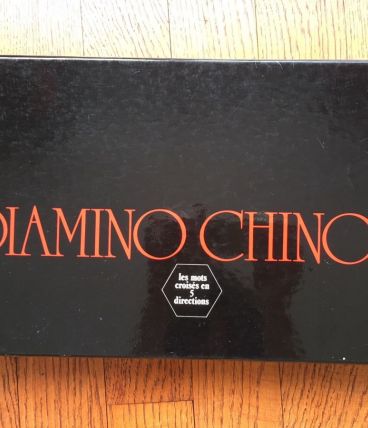 DIAMINO CHINO
les mots
croisés en
5
directions